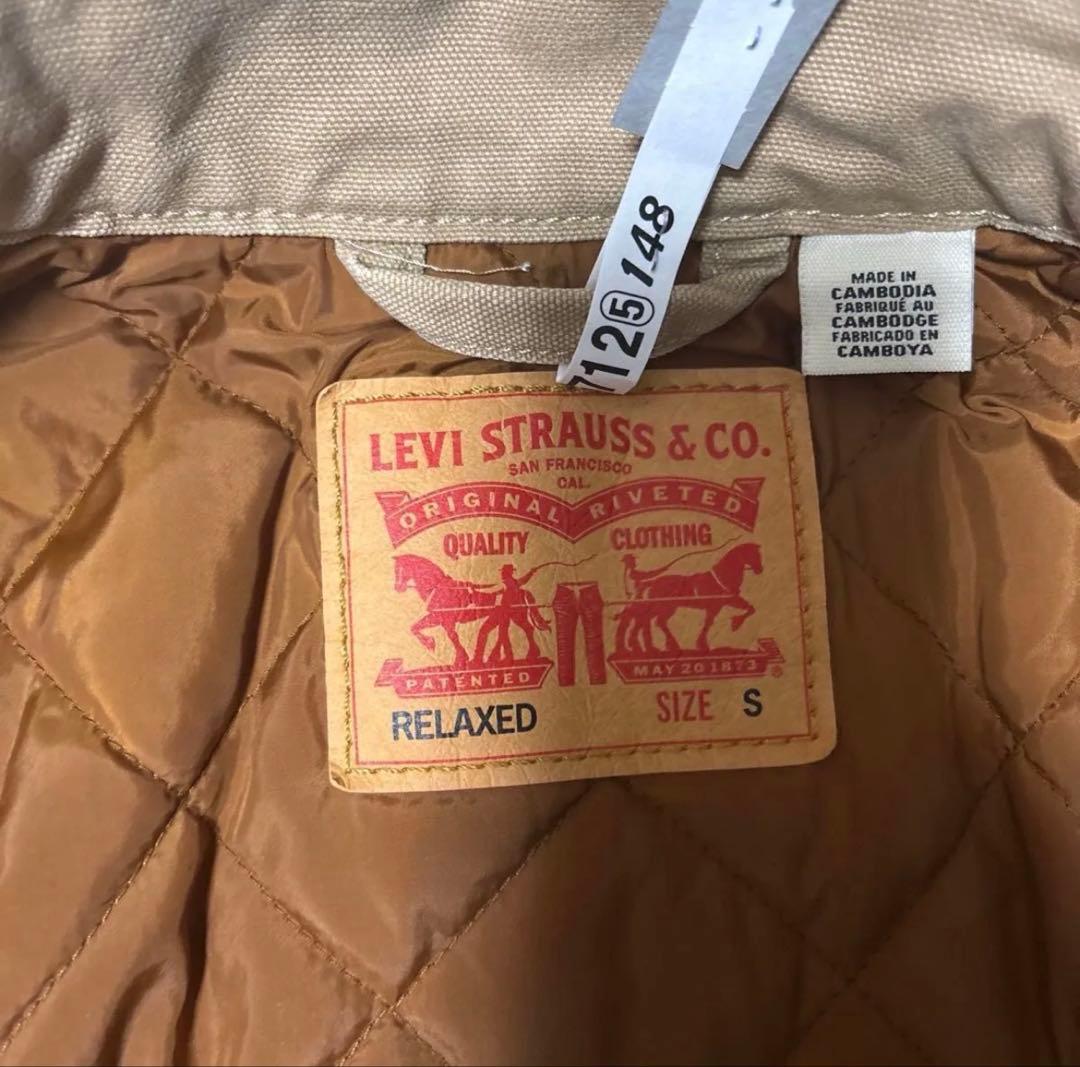 712⑤148
MADE IN
CAMBODIA
FABRIQUÉ AU
CAMBODGE
FABRICADO EN
CAMBOYA
LEVI STRAUSS & CO.
SAN FRANCISCO
CAL.
ORIGINAL RIVETED
QUALITY CLOTHING
PATENTED MAY 20 1873 ®
RELAXED SIZE S